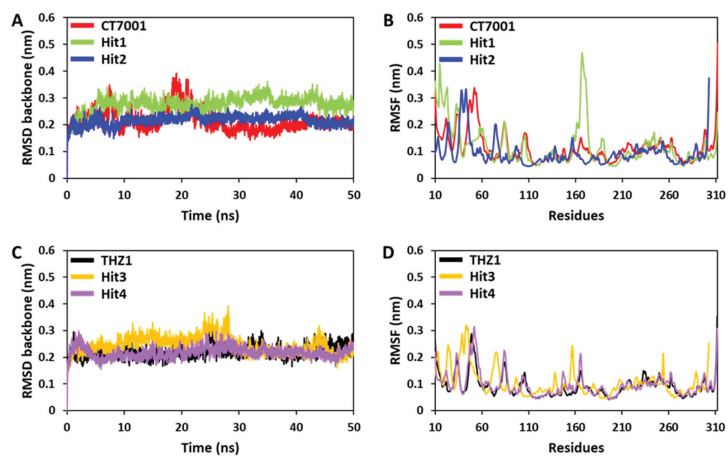 A
CT7001
Hit1
Hit2
RMSD backbone (nm)
0.6
0.5
0.4
0.3
0.2
0.1
0
0 10 20 30 40 50
Time (ns)
B
CT7001
Hit1
Hit2
RMSF (nm)
0.6
0.5
0.4
0.3
0.2
0.1
0
10 60 110 160 210 260 310
Residues
C
THZ1
Hit3
Hit4
RMSD backbone (nm)
0.6
0.5
0.4
0.3
0.2
0.1
0
0 10 20 30 40 50
Time (ns)
D
THZ1
Hit3
Hit4
RMSF (nm)
0.6
0.5
0.4
0.3
0.2
0.1
0
10 60 110 160 210 260 310
Residues